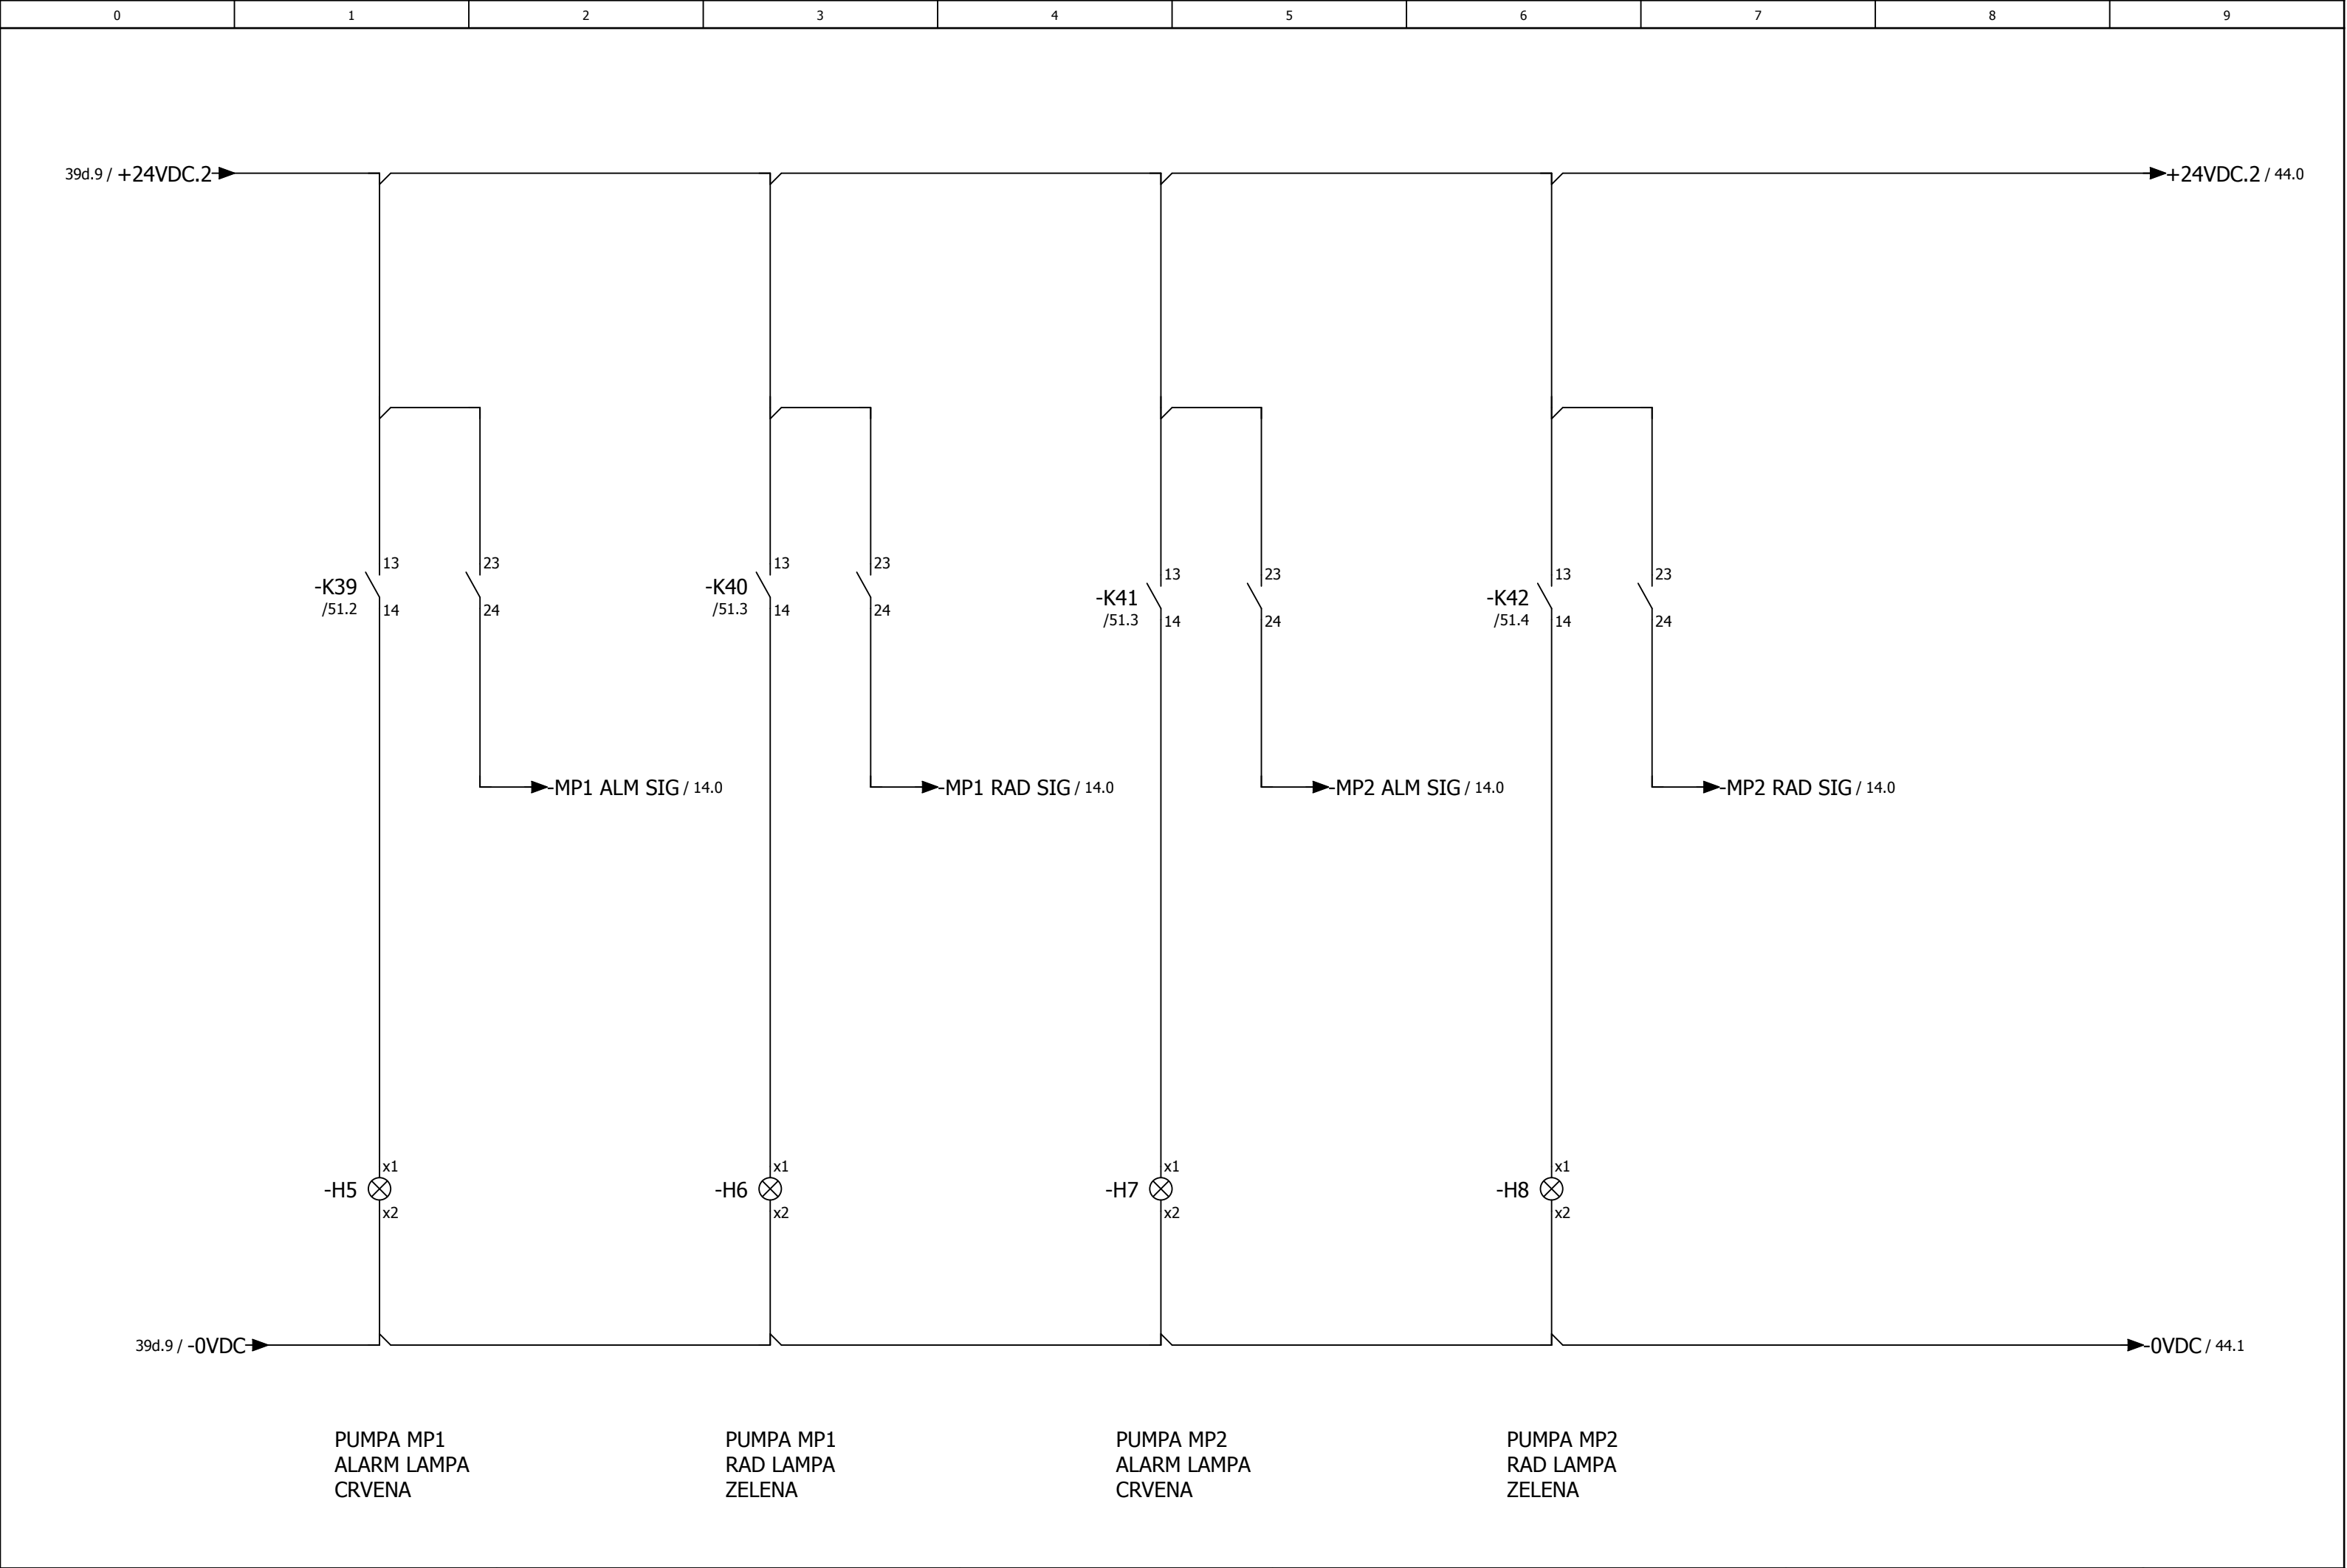 0 1 2 3 4 5 6 7 8 9
39d.9 / +24VDC.2
+24VDC.2 / 44.0
13 23 13 23 13 23 13 23
-K39 -K40 -K41 -K42
/51.2 /51.3 /51.3 /51.4
14 24 14 24 14 24 14 24
-MP1 ALM SIG / 14.0
-MP1 RAD SIG / 14.0
-MP2 ALM SIG / 14.0
-MP2 RAD SIG / 14.0
x1 x1 x1 x1
-H5 -H6 -H7 -H8
x2 x2 x2 x2
39d.9 / -0VDC
-0VDC / 44.1
PUMPA MP1
ALARM LAMPA
CRVENA
PUMPA MP1
RAD LAMPA
ZELENA
PUMPA MP2
ALARM LAMPA
CRVENA
PUMPA MP2
RAD LAMPA
ZELENA